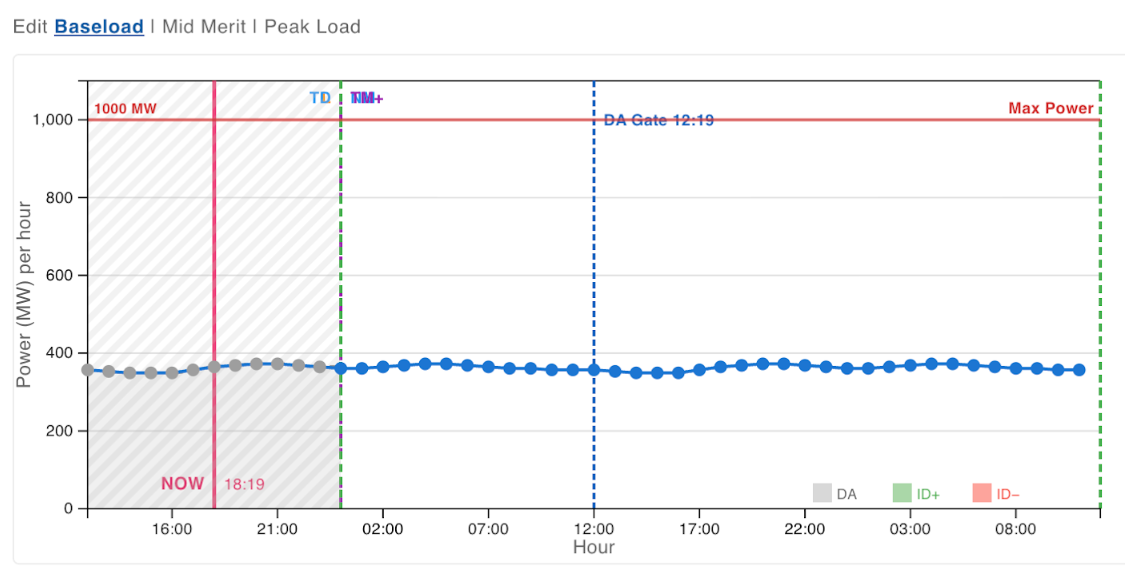 Edit Baseload | Mid Merit | Peak Load
1000 MW
TD
TM+
Max Power
DA Gate 12:19
1,000
800
600
400
200
0
Power (MW) per hour
NOW 18:19
DA ID+ ID−
16:00 21:00 02:00 07:00 12:00 17:00 22:00 03:00 08:00
Hour